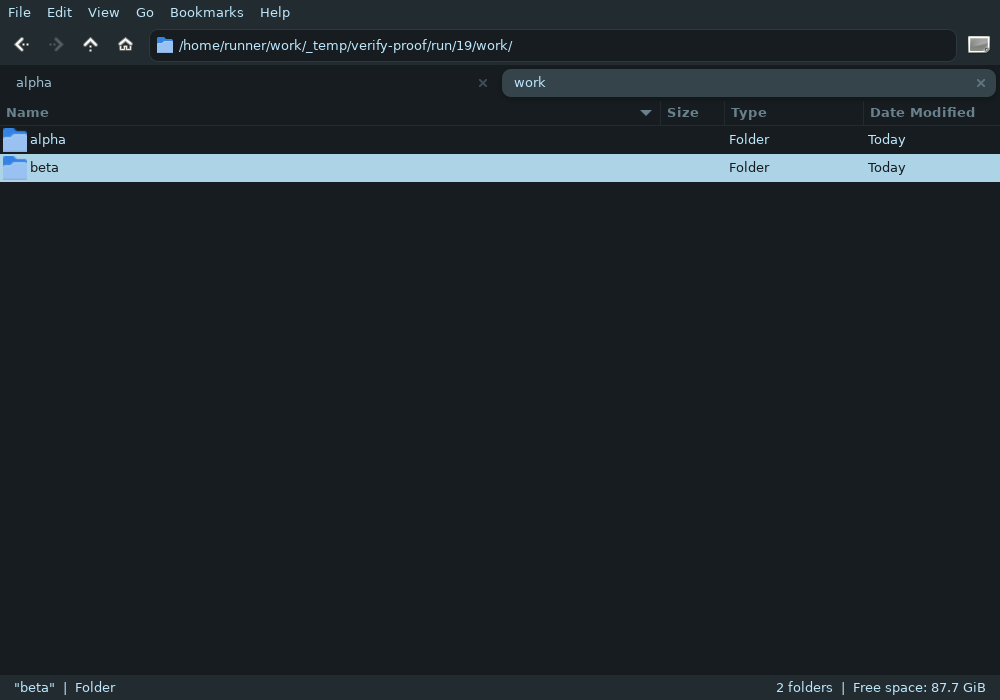 File Edit View Go Bookmarks Help
/home/runner/work/_temp/verify-proof/run/19/work/
alpha work
Name Size Type Date Modified
alpha Folder Today
beta Folder Today
"beta" | Folder 2 folders | Free space: 87.7 GiB